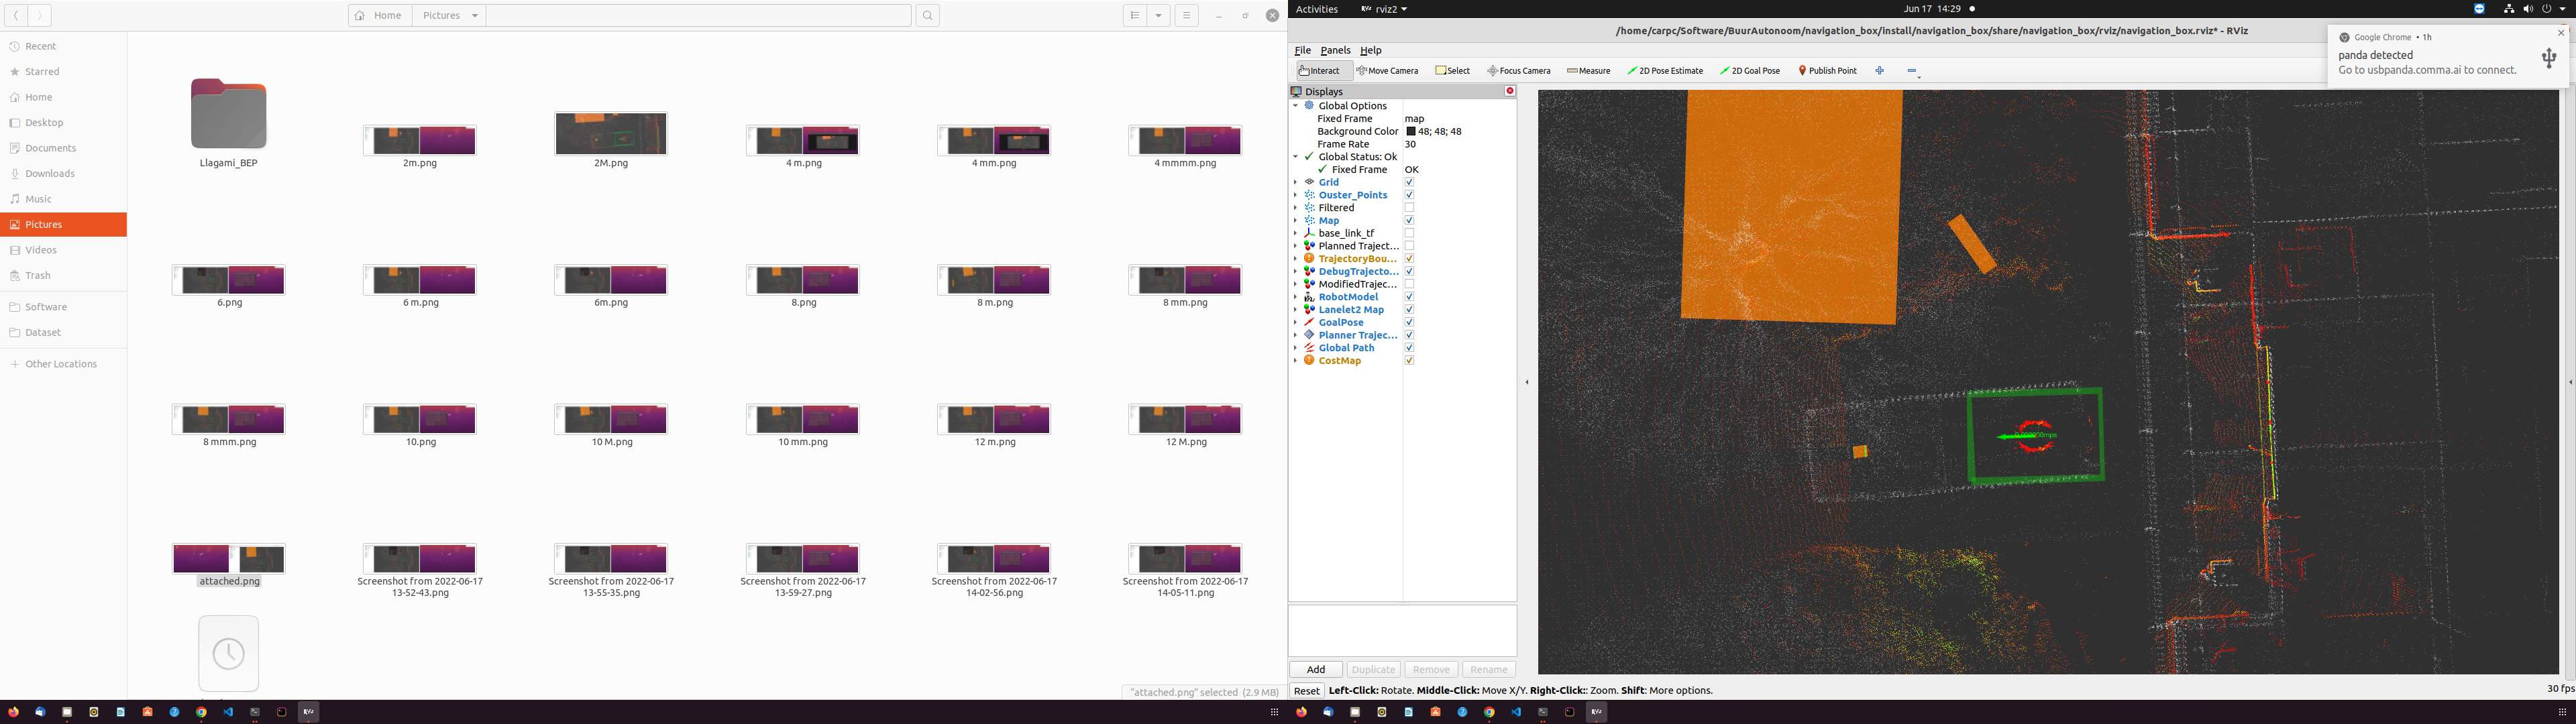 Home
Pictures
Recent
Starred
Home
Desktop
Documents
Downloads
Music
Pictures
Videos
Trash
Software
Dataset
+ Other Locations
Llagami_BEP
2m.png
2M.png
4 m.png
4 mm.png
4 mmmm.png
6.png
6 m.png
6m.png
8.png
8 m.png
8 mm.png
8 mmm.png
10.png
10 M.png
10 mm.png
12 m.png
12 M.png
attached.png
Screenshot from 2022-06-17
13-52-43.png
Screenshot from 2022-06-17
13-55-35.png
Screenshot from 2022-06-17
13-59-27.png
Screenshot from 2022-06-17
14-02-56.png
Screenshot from 2022-06-17
14-05-11.png
"attached.png" selected (2.9 MB)
Activities
rviz2
Jun 17 14:29
/home/carpc/Software/BuurAutonoom/navigation_box/install/navigation_box/share/navigation_box/rviz/navigation_box.rviz* - RViz
File Panels Help
Interact Move Camera Select Focus Camera Measure 2D Pose Estimate 2D Goal Pose Publish Point
Google Chrome • 1h
panda detected
Go to usbpanda.comma.ai to connect.
Displays
Global Options
Fixed Frame map
Background Color 48; 48; 48
Frame Rate 30
Global Status: Ok
Fixed Frame OK
Grid
Ouster_Points
Filtered
Map
base_link_tf
Planned Traject...
TrajectoryBou...
DebugTrajecto...
ModifiedTrajec...
RobotModel
Lanelet2 Map
GoalPose
Planner Trajec...
Global Path
CostMap
Add Duplicate Remove Rename
Reset Left-Click: Rotate. Middle-Click: Move X/Y. Right-Click:: Zoom. Shift: More options.
30 fps
RViz
RViz